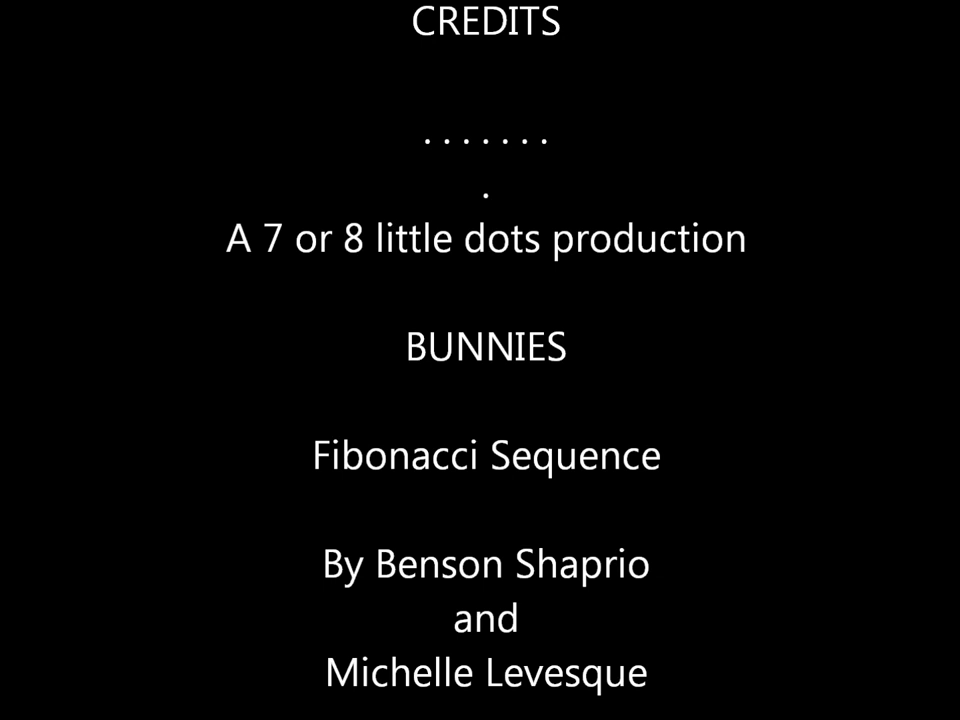 CREDITS
. . . . . . .
.
A 7 or 8 little dots production
BUNNIES
Fibonacci Sequence
By Benson Shaprio
and
Michelle Levesque